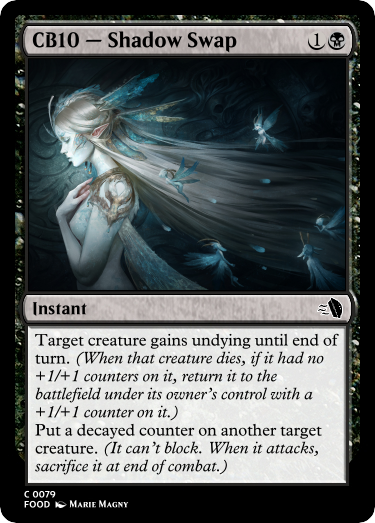 CB10 — Shadow Swap 1
Instant
Target creature gains undying until end of
turn. (When that creature dies, if it had no
+1/+1 counters on it, return it to the
battlefield under its owner's control with a
+1/+1 counter on it.)
Put a decayed counter on another target
creature. (It can't block. When it attacks,
sacrifice it at end of combat.)
C 0079
FOOD Marie Magny